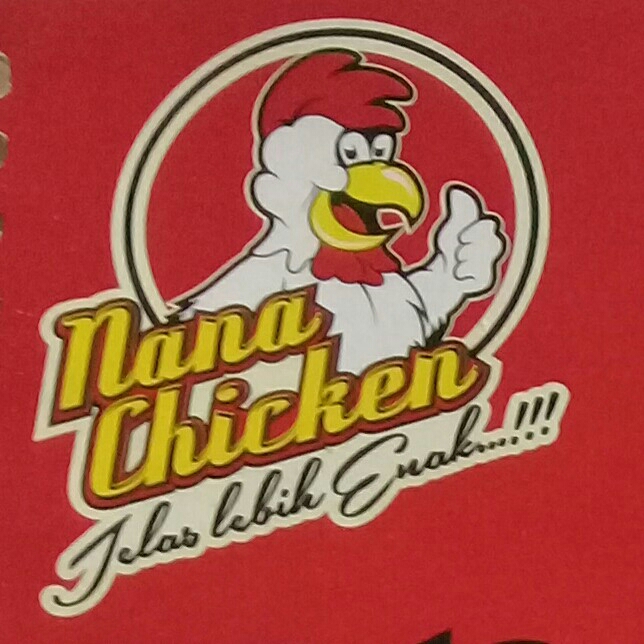 Nana
Chicken
Jelas lebih Enak....!!!